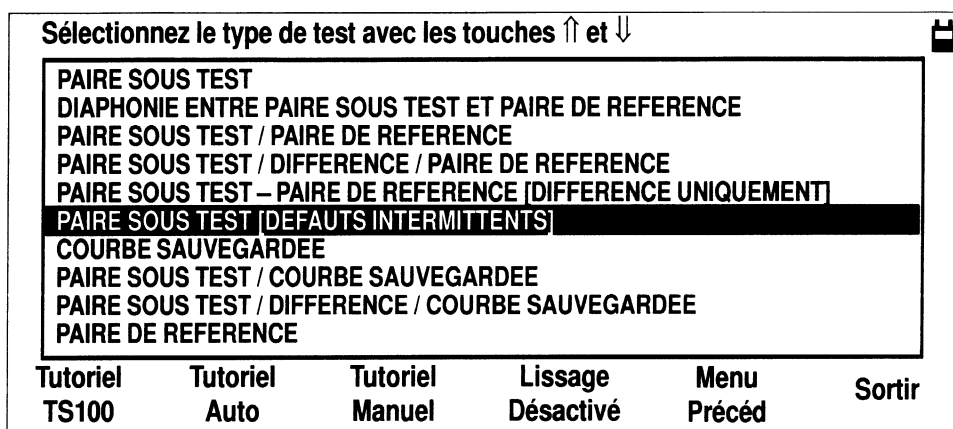 Sélectionnez le type de test avec les touches ⇑ et ⇓
PAIRE SOUS TEST
DIAPHONIE ENTRE PAIRE SOUS TEST ET PAIRE DE REFERENCE
PAIRE SOUS TEST / PAIRE DE REFERENCE
PAIRE SOUS TEST / DIFFERENCE / PAIRE DE REFERENCE
PAIRE SOUS TEST – PAIRE DE REFERENCE [DIFFERENCE UNIQUEMENT]
PAIRE SOUS TEST [DEFAUTS INTERMITTENTS]
COURBE SAUVEGARDEE
PAIRE SOUS TEST / COURBE SAUVEGARDEE
PAIRE SOUS TEST / DIFFERENCE / COURBE SAUVEGARDEE
PAIRE DE REFERENCE
Tutoriel Tutoriel Tutoriel Lissage Menu Sortir
TS100 Auto Manuel Désactivé Précéd